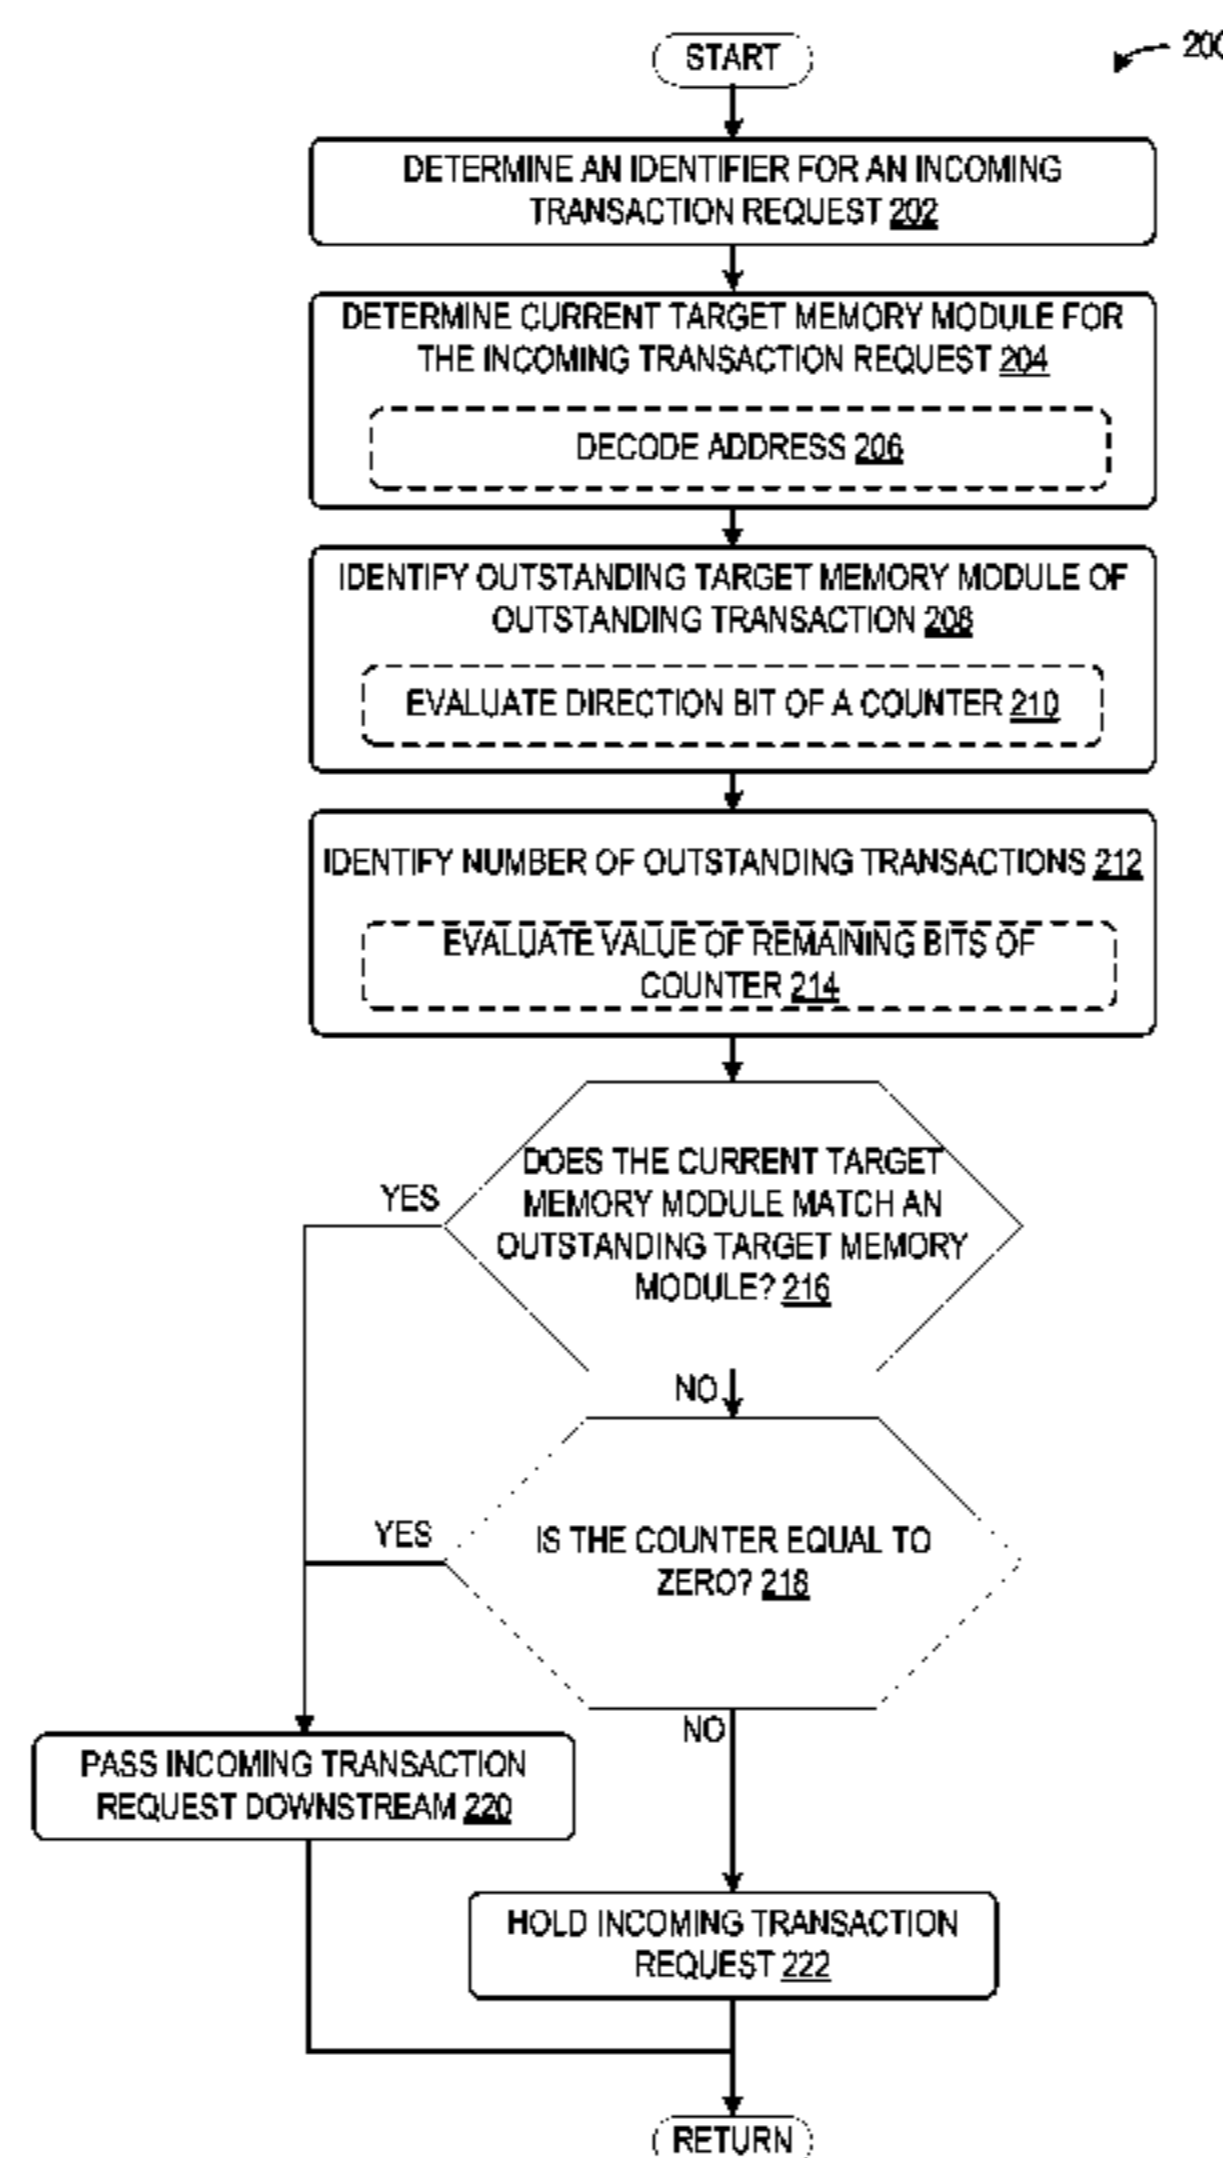 START
200
DETERMINE AN IDENTIFIER FOR AN INCOMING
TRANSACTION REQUEST 202
DETERMINE CURRENT TARGET MEMORY MODULE FOR
THE INCOMING TRANSACTION REQUEST 204
DECODE ADDRESS 206
IDENTIFY OUTSTANDING TARGET MEMORY MODULE OF
OUTSTANDING TRANSACTION 208
EVALUATE DIRECTION BIT OF A COUNTER 210
IDENTIFY NUMBER OF OUTSTANDING TRANSACTIONS 212
EVALUATE VALUE OF REMAINING BITS OF
COUNTER 214
DOES THE CURRENT TARGET
YES
MEMORY MODULE MATCH AN
OUTSTANDING TARGET MEMORY
MODULE? 216
NO
YES
IS THE COUNTER EQUAL TO
ZERO? 218
NO
PASS INCOMING TRANSACTION
REQUEST DOWNSTREAM 220
HOLD INCOMING TRANSACTION
REQUEST 222
RETURN